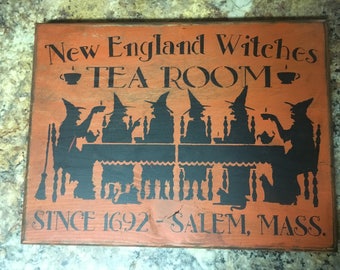 New England Witches
TEA ROOM
SINCE 1692 - SALEM, MASS.